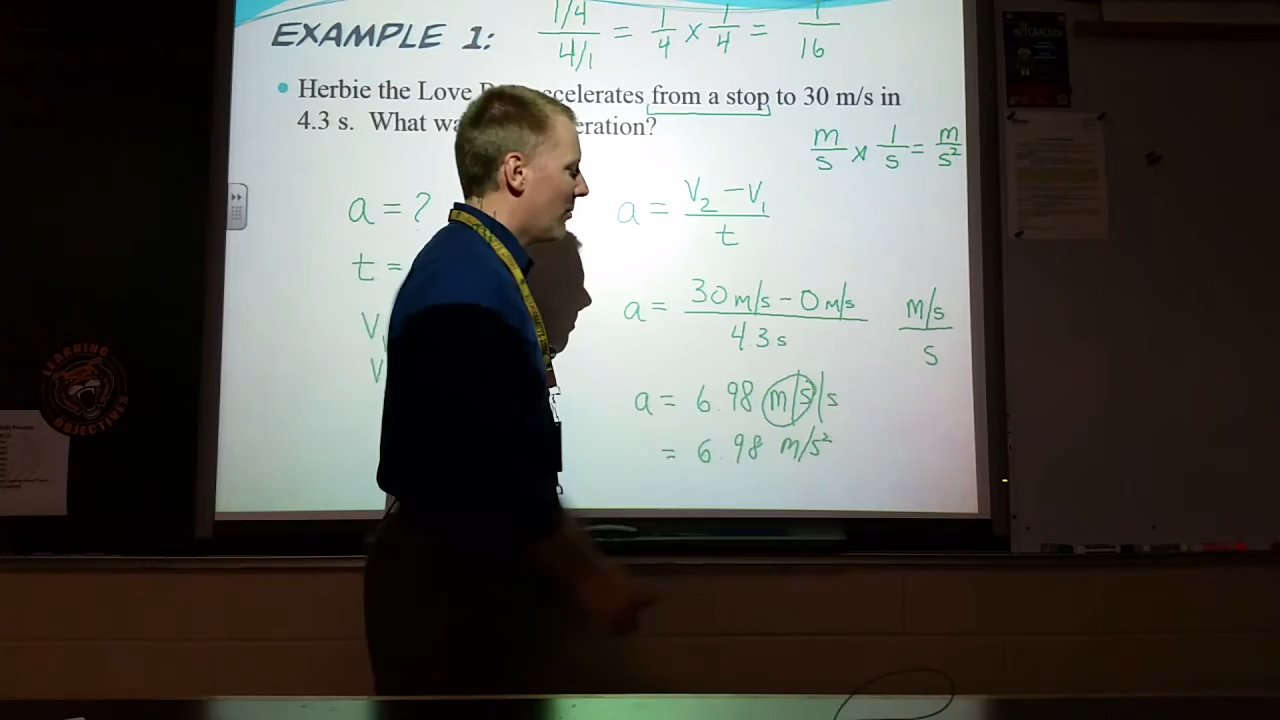 EXAMPLE 1:
1/4 / 4/1 = 1/4 x 1/4 = 1/16
Herbie the Love accelerates from a stop to 30 m/s in
4.3 s. What eration?
m/s x 1/s = m/s²
a = ?
t =
V
V
a = V₂ - V₁ / t
a = 30 m/s - 0 m/s / 4.3 s
m/s / s
a = 6.98 m/s/s
= 6.98 m/s²
LEARNING
OBJECTIVES